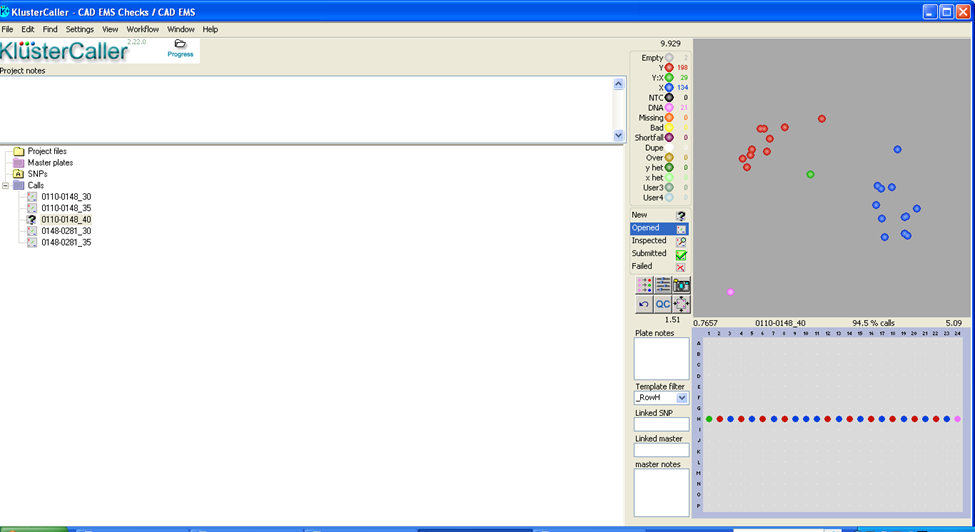 KlusterCaller - CAD EMS Checks / CAD EMS
File Edit Find Settings View Workflow Window Help
KlusterCaller 2.22.0
Progress
Project notes
Project files
Master plates
SNPs
Calls
0110-0148_30
0110-0148_35
0110-0148_40
0148-0281_30
0148-0281_35
9.929
Empty 2
Y 198
Y:X 29
X 134
NTC 0
DNA 21
Missing 0
Bad 0
Shortfall 0
Dupe 0
Over 0
y het 0
x het 0
User3 0
User4 0
New
Opened
Inspected
Submitted
Failed
QC
1.51
0.7657 0110-0148_40 94.5 % calls 5.09
Plate notes
Template filter
_RowH
Linked SNP
Linked master
master notes
1 2 3 4 5 6 7 8 9 10 11 12 13 14 15 16 17 18 19 20 21 22 23 24
A
B
C
D
E
F
G
H
I
J
K
L
M
N
O
P